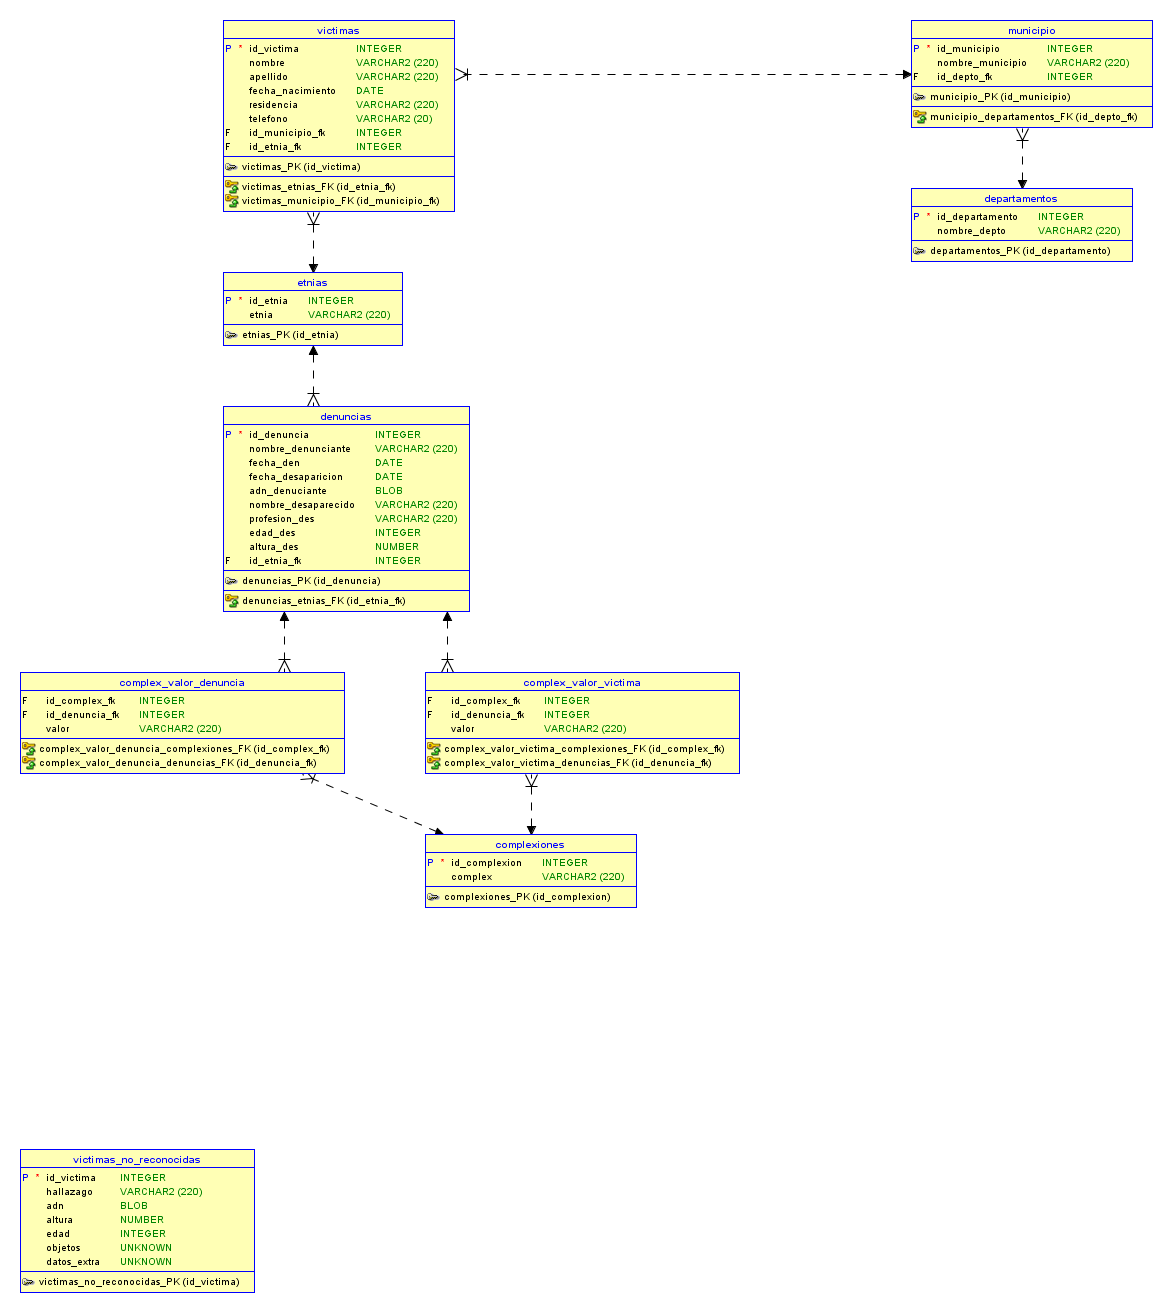 victimas
P * id_victima INTEGER
nombre VARCHAR2 (220)
apellido VARCHAR2 (220)
fecha_nacimiento DATE
residencia VARCHAR2 (220)
telefono VARCHAR2 (20)
F id_municipio_fk INTEGER
F id_etnia_fk INTEGER
victimas_PK (id_victima)
victimas_etnias_FK (id_etnia_fk)
victimas_municipio_FK (id_municipio_fk)
municipio
P * id_municipio INTEGER
nombre_municipio VARCHAR2 (220)
F id_depto_fk INTEGER
municipio_PK (id_municipio)
municipio_departamentos_FK (id_depto_fk)
departamentos
P * id_departamento INTEGER
nombre_depto VARCHAR2 (220)
departamentos_PK (id_departamento)
etnias
P * id_etnia INTEGER
etnia VARCHAR2 (220)
etnias_PK (id_etnia)
denuncias
P * id_denuncia INTEGER
nombre_denunciante VARCHAR2 (220)
fecha_den DATE
fecha_desaparicion DATE
adn_denuciante BLOB
nombre_desaparecido VARCHAR2 (220)
profesion_des VARCHAR2 (220)
edad_des INTEGER
altura_des NUMBER
F id_etnia_fk INTEGER
denuncias_PK (id_denuncia)
denuncias_etnias_FK (id_etnia_fk)
complex_valor_denuncia
F id_complex_fk INTEGER
F id_denuncia_fk INTEGER
valor VARCHAR2 (220)
complex_valor_denuncia_complexiones_FK (id_complex_fk)
complex_valor_denuncia_denuncias_FK (id_denuncia_fk)
complex_valor_victima
F id_complex_fk INTEGER
F id_denuncia_fk INTEGER
valor VARCHAR2 (220)
complex_valor_victima_complexiones_FK (id_complex_fk)
complex_valor_victima_denuncias_FK (id_denuncia_fk)
complexiones
P * id_complexion INTEGER
complex VARCHAR2 (220)
complexiones_PK (id_complexion)
victimas_no_reconocidas
P * id_victima INTEGER
hallazago VARCHAR2 (220)
adn BLOB
altura NUMBER
edad INTEGER
objetos UNKNOWN
datos_extra UNKNOWN
victimas_no_reconocidas_PK (id_victima)